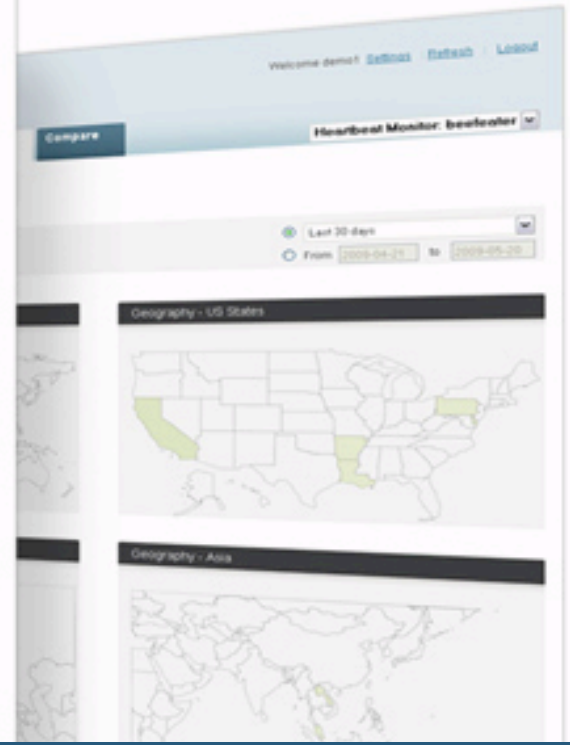 Welcome demo! Settings Refresh Logout
Compare
Heartbeat Monitor: beefeater
Last 30 days
From 2009-04-21 to 2009-05-20
Geography - US States
Geography - Asia